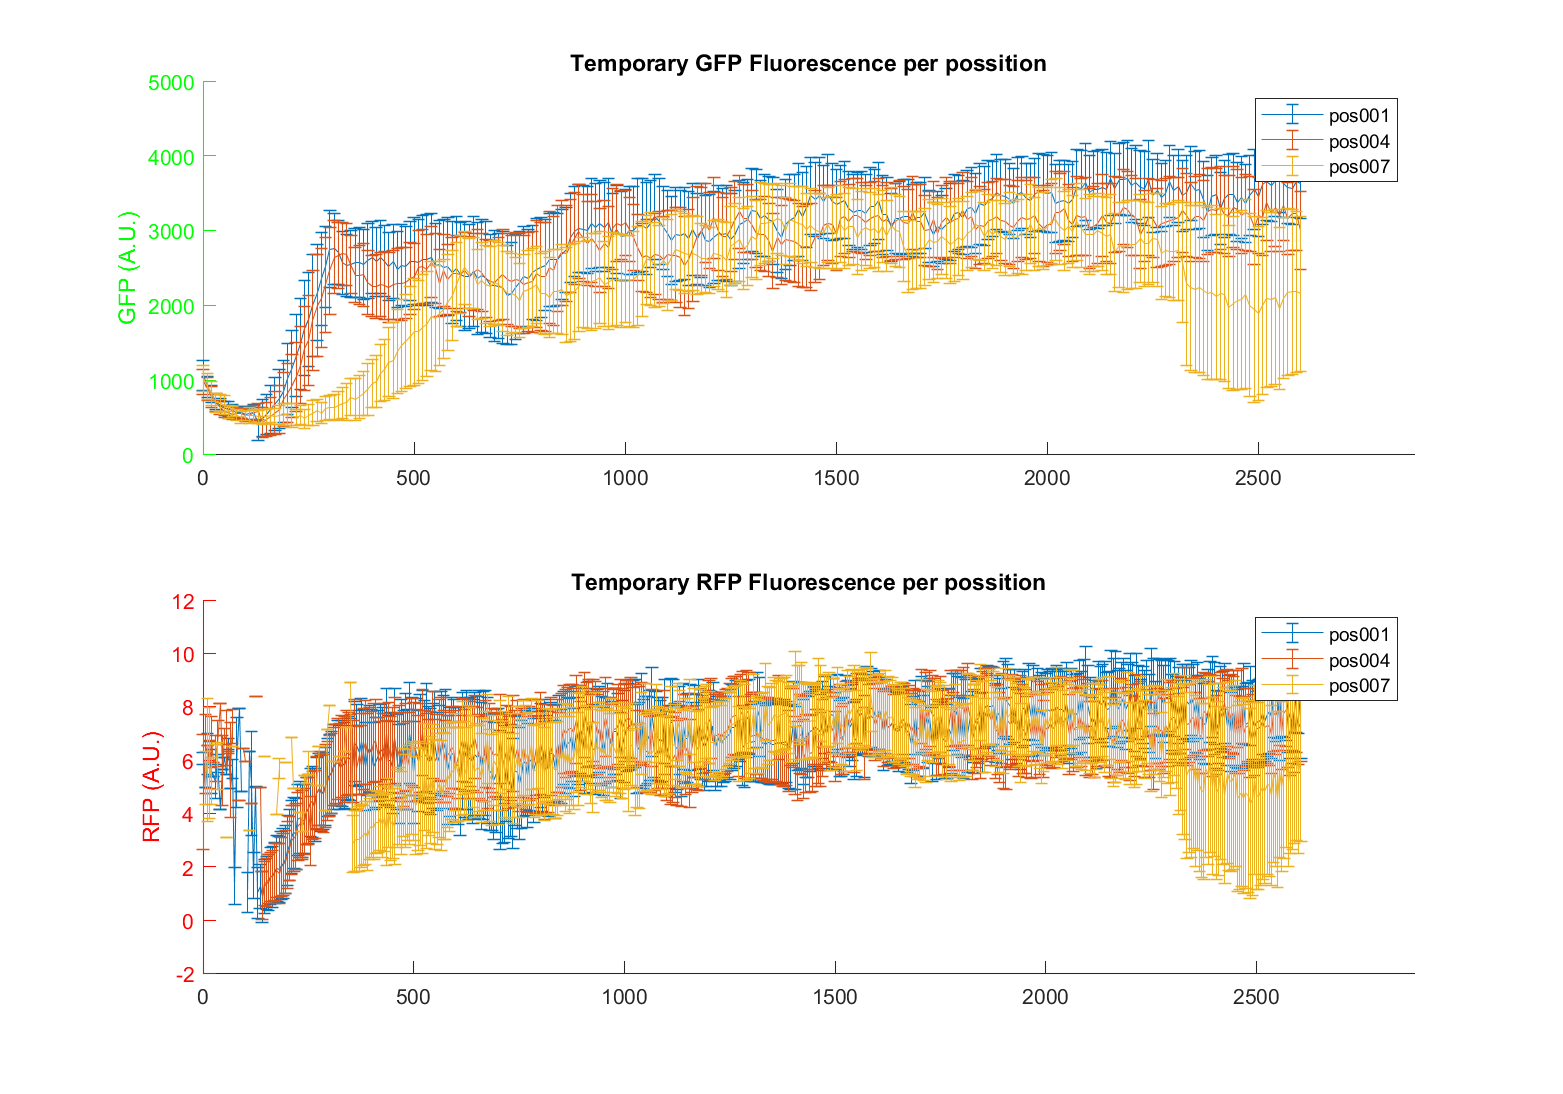 Temporary GFP Fluorescence per possition
5000
4000
3000
2000
1000
0
GFP (A.U.)
pos001
pos004
pos007
0 500 1000 1500 2000 2500
Temporary RFP Fluorescence per possition
12
10
8
6
4
2
0
-2
RFP (A.U.)
pos001
pos004
pos007
0 500 1000 1500 2000 2500